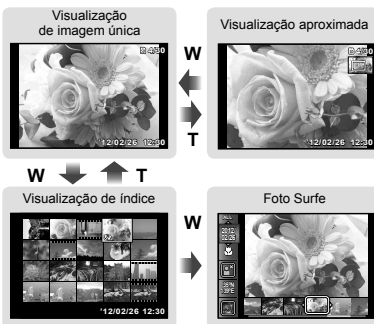 Visualização
de imagem única
4/30
'12/02/26 12:30
W
T
Visualização aproximada
4/30
'12/02/26 12:30
W T
Visualização de índice
'12/02/26 12:30
W
Foto Surfe
ALL
2012
02/26